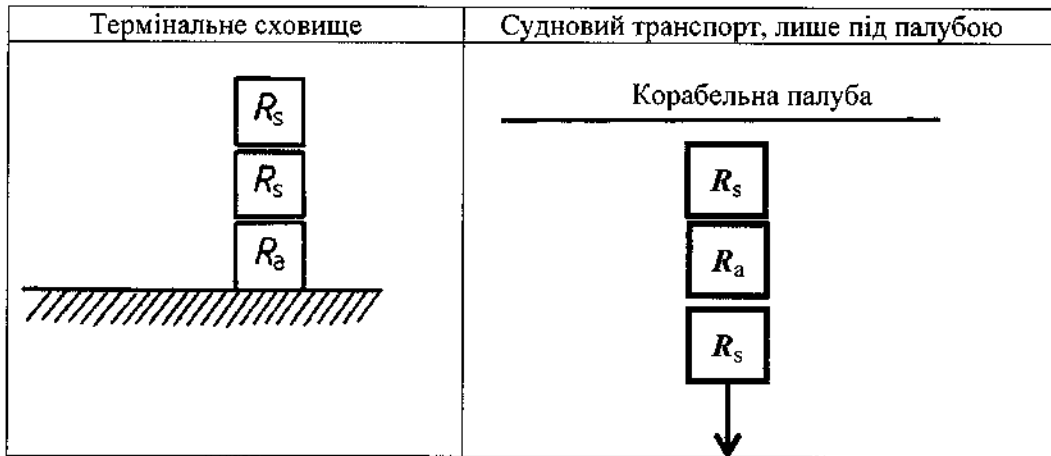 Термінальне сховище
Судновий транспорт, лише під палубою
Rs
Rs
Ra
Корабельна палуба
Rs
Ra
Rs